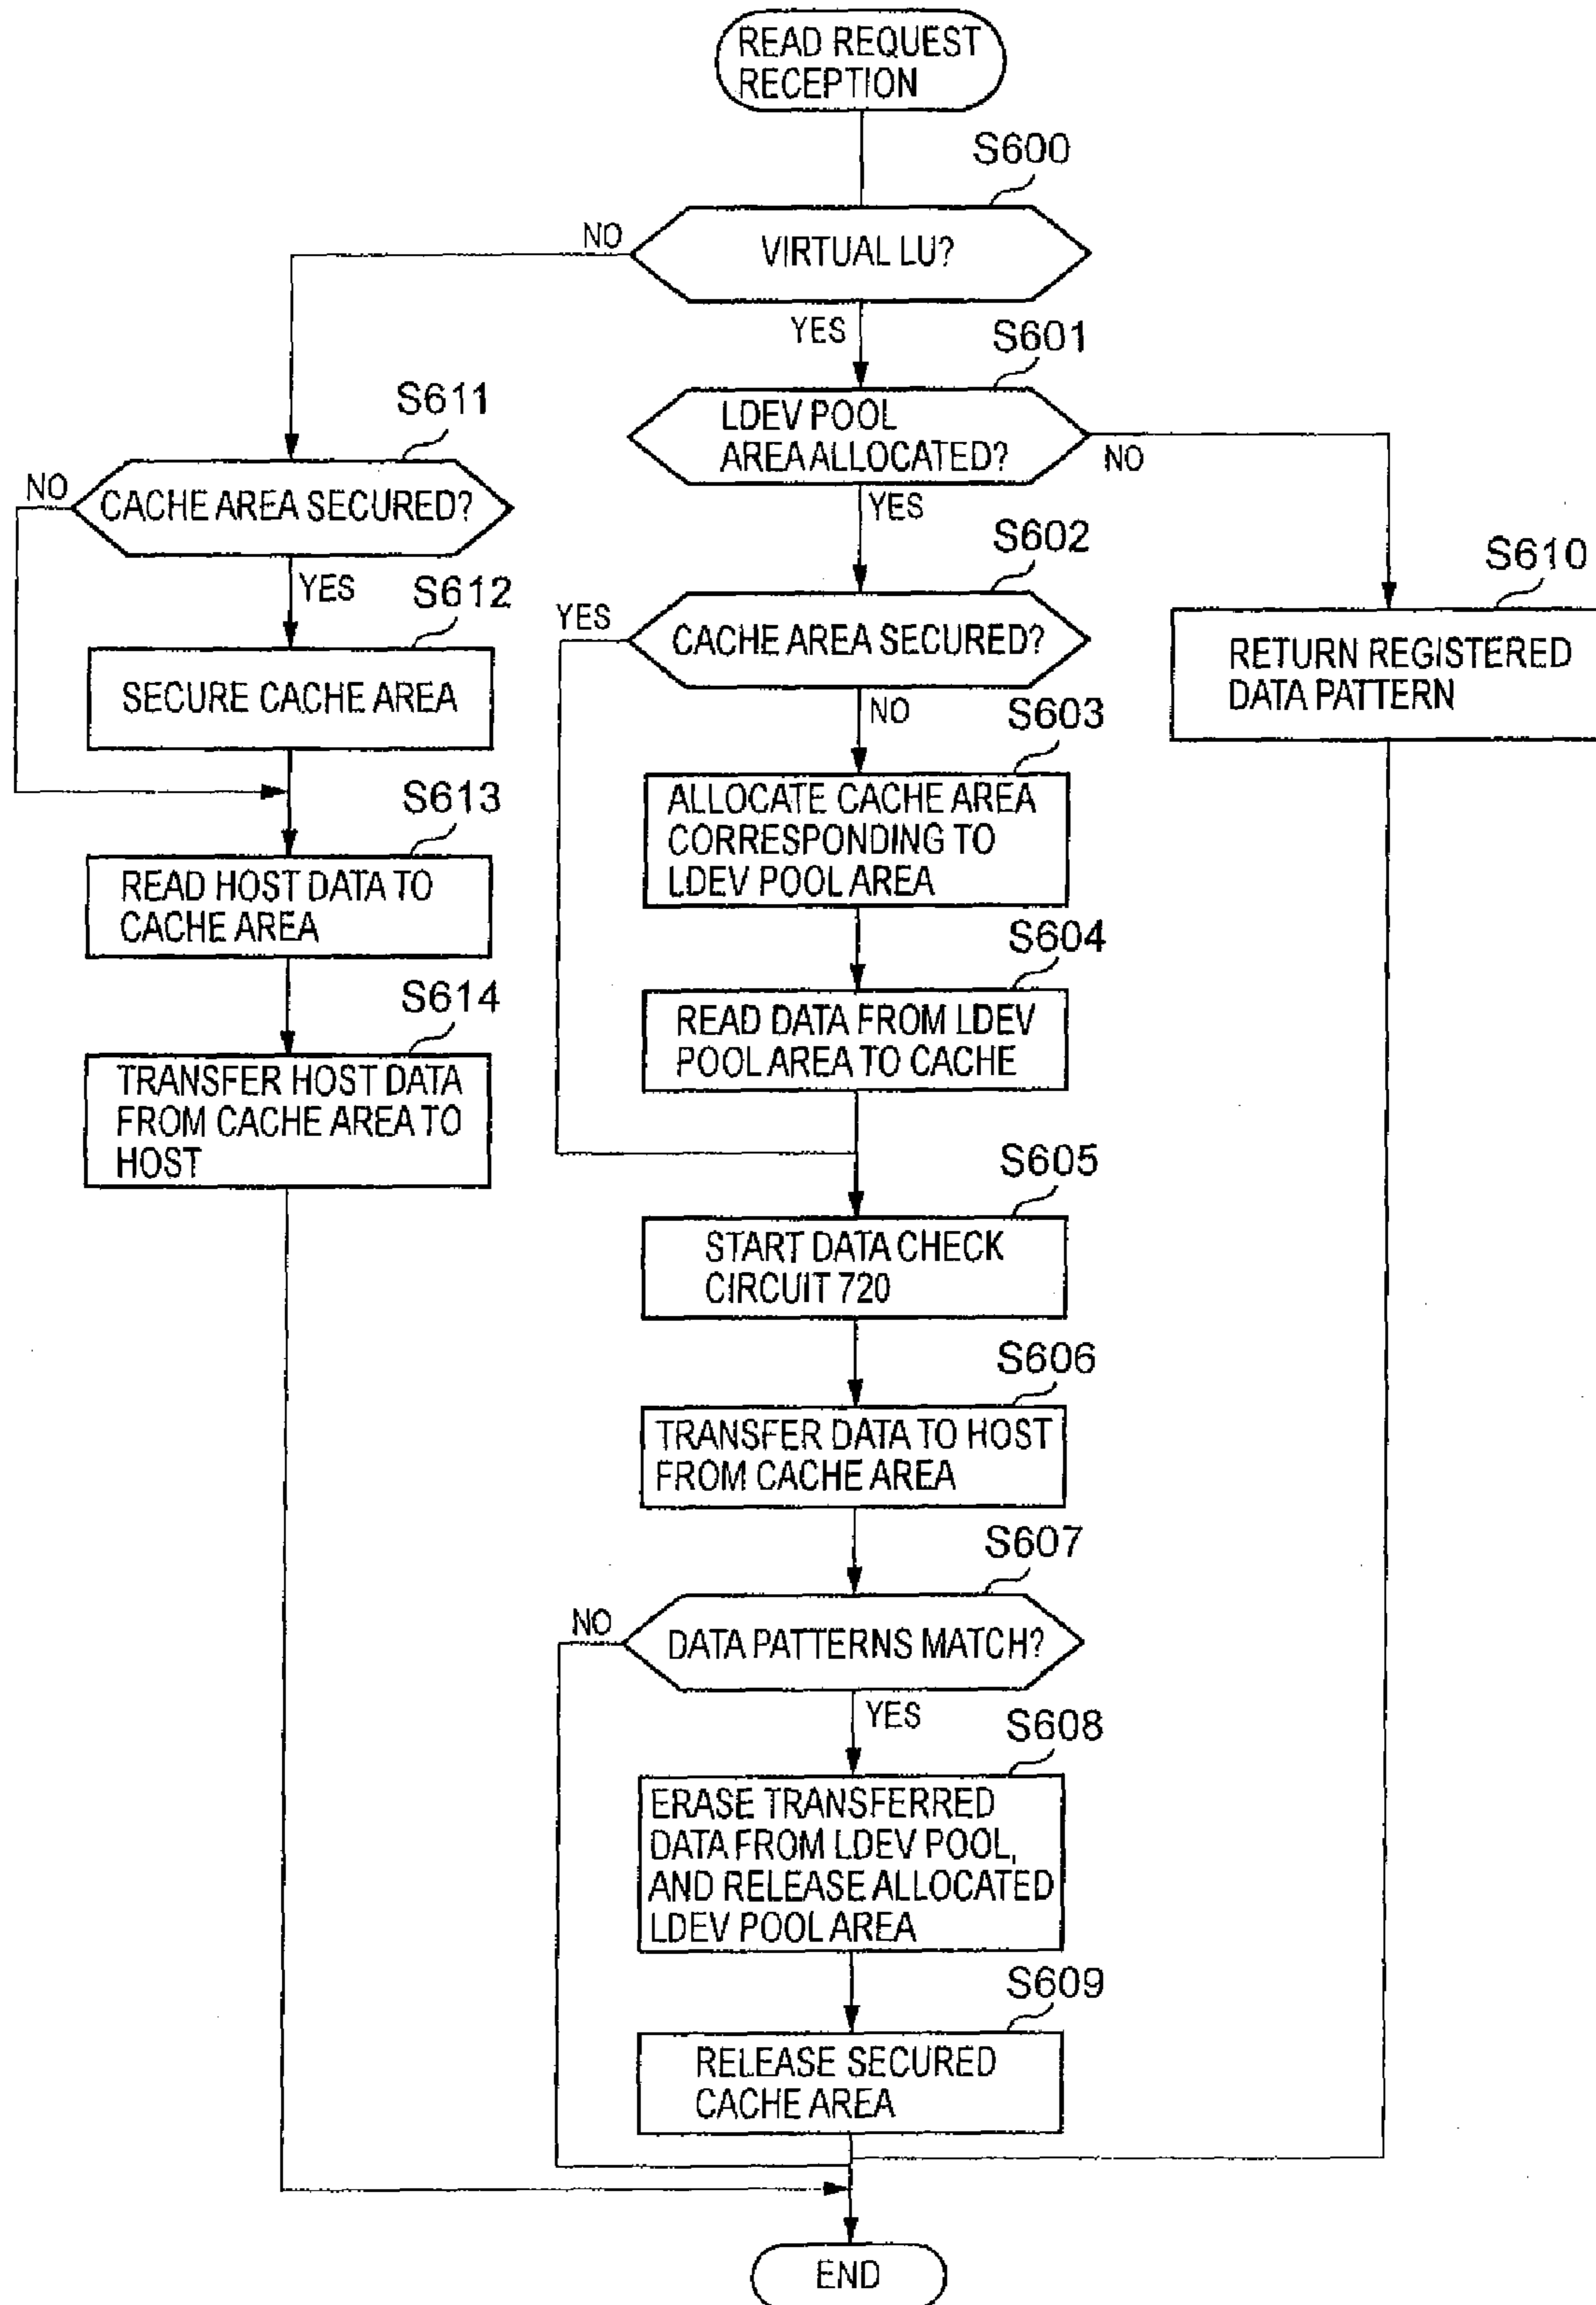 READ REQUEST
RECEPTION
S600
NO
VIRTUAL LU?
YES
S601
LDEV POOL
AREA ALLOCATED?
NO
YES
S611
NO
CACHE AREA SECURED?
YES
S612
SECURE CACHE AREA
S613
READ HOST DATA TO
CACHE AREA
S614
TRANSFER HOST DATA
FROM CACHE AREA TO
HOST
S602
YES
CACHE AREA SECURED?
NO
S603
ALLOCATE CACHE AREA
CORRESPONDING TO
LDEV POOL AREA
S604
READ DATA FROM LDEV
POOL AREA TO CACHE
S605
START DATA CHECK
CIRCUIT 720
S606
TRANSFER DATA TO HOST
FROM CACHE AREA
S607
NO
DATA PATTERNS MATCH?
YES
S608
ERASE TRANSFERRED
DATA FROM LDEV POOL,
AND RELEASE ALLOCATED
LDEV POOL AREA
S609
RELEASE SECURED
CACHE AREA
S610
RETURN REGISTERED
DATA PATTERN
END